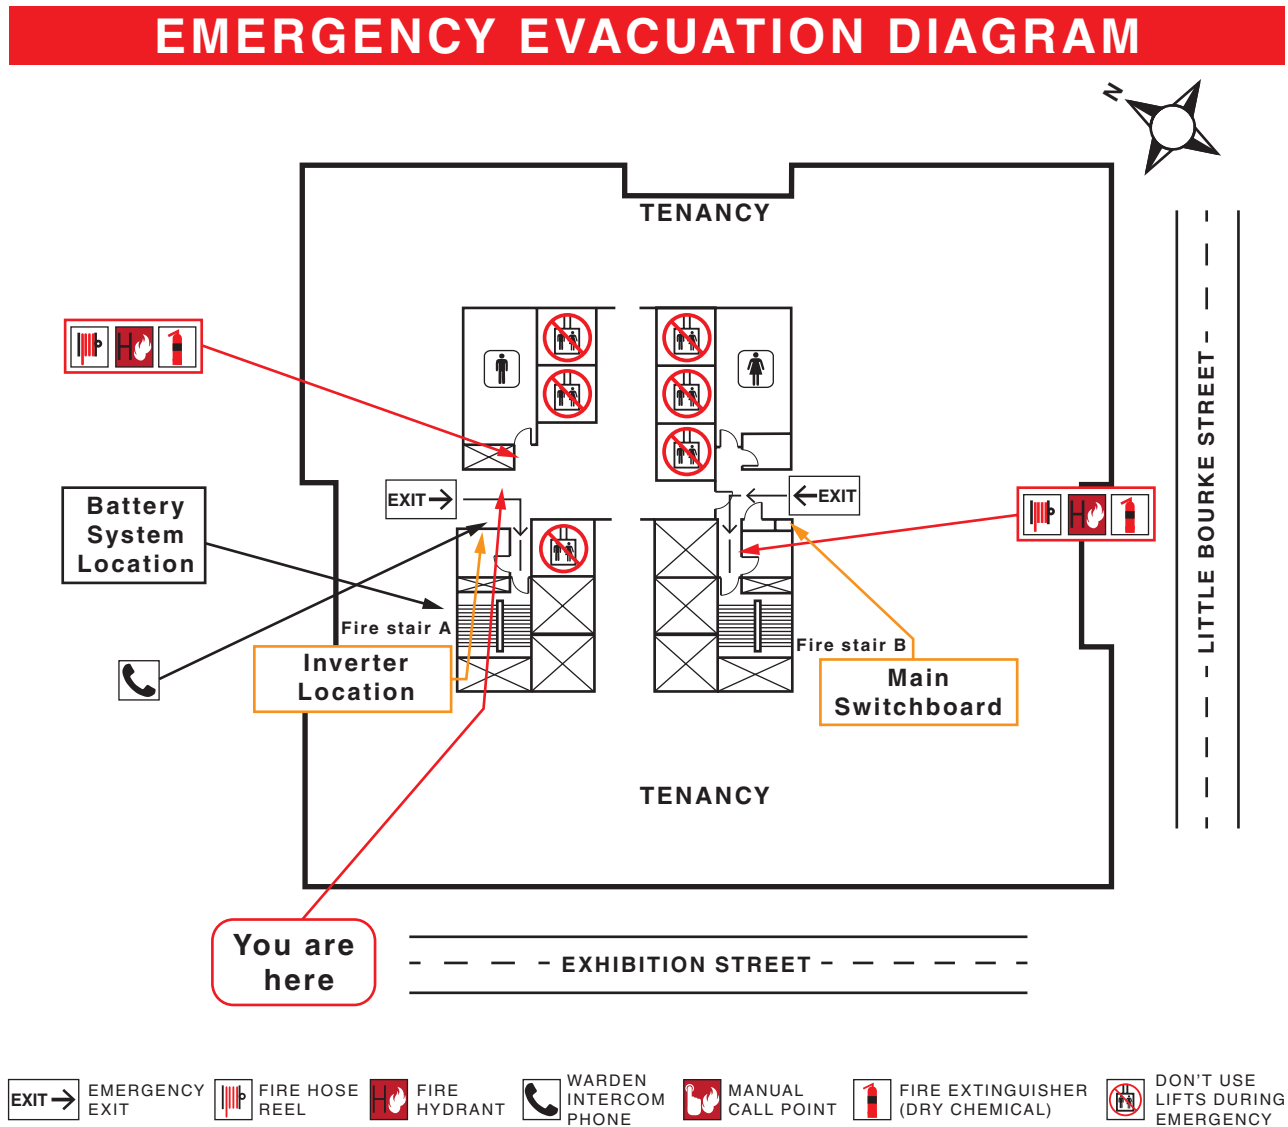 EMERGENCY EVACUATION DIAGRAM
N
TENANCY
LITTLE BOURKE STREET
EXIT
EXIT
Battery
System
Location
Fire stair A
Fire stair B
Inverter
Location
Main
Switchboard
TENANCY
You are
here
EXHIBITION STREET
EXIT
EMERGENCY
EXIT
FIRE HOSE
REEL
H
FIRE
HYDRANT
WARDEN
INTERCOM
PHONE
MANUAL
CALL POINT
FIRE EXTINGUISHER
(DRY CHEMICAL)
DON'T USE
LIFTS DURING
EMERGENCY